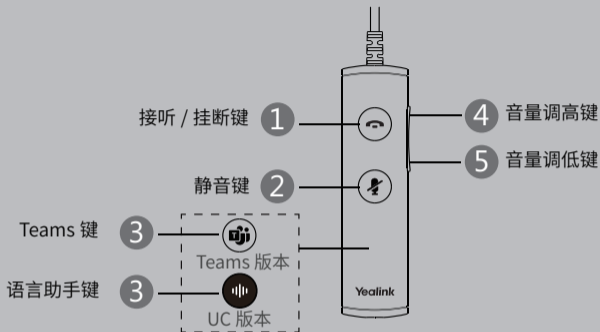 接听 / 挂断键 1
4 音量调高键
5 音量调低键
静音键 2
Teams 键 3
Teams 版本
语言助手键 3
UC 版本
Yealink